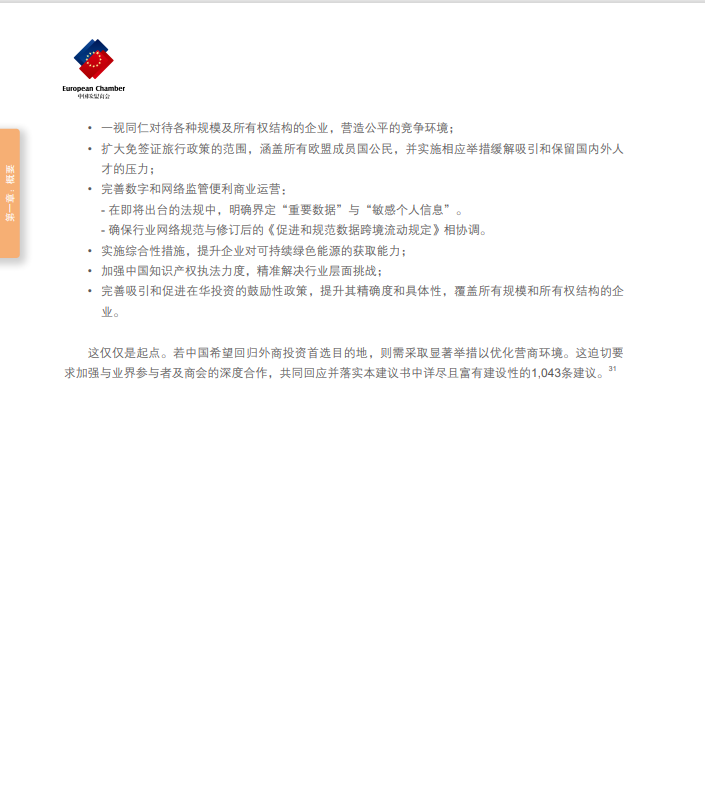 European Chamber
中国欧盟商会
• 一视同仁对待各种规模及所有权结构的企业，营造公平的竞争环境；
• 扩大免签证旅行政策的范围，涵盖所有欧盟成员国公民，并实施相应举措缓解吸引和保留国内外人
才的压力；
• 完善数字和网络监管便利商业运营：
- 在即将出台的法规中，明确界定“重要数据”与“敏感个人信息”。
- 确保行业网络规范与修订后的《促进和规范数据跨境流动规定》相协调。
• 实施综合性措施，提升企业对可持续绿色能源的获取能力；
• 加强中国知识产权执法力度，精准解决行业层面挑战；
• 完善吸引和促进在华投资的鼓励性政策，提升其精确度和具体性，覆盖所有规模和所有权结构的企
业。
这仅仅是起点。若中国希望回归外商投资首选目的地，则需采取显著举措以优化营商环境。这迫切要
求加强与业界参与者及商会的深度合作，共同回应并落实本建议书中详尽且富有建设性的1,043条建议。31
第一章：概要